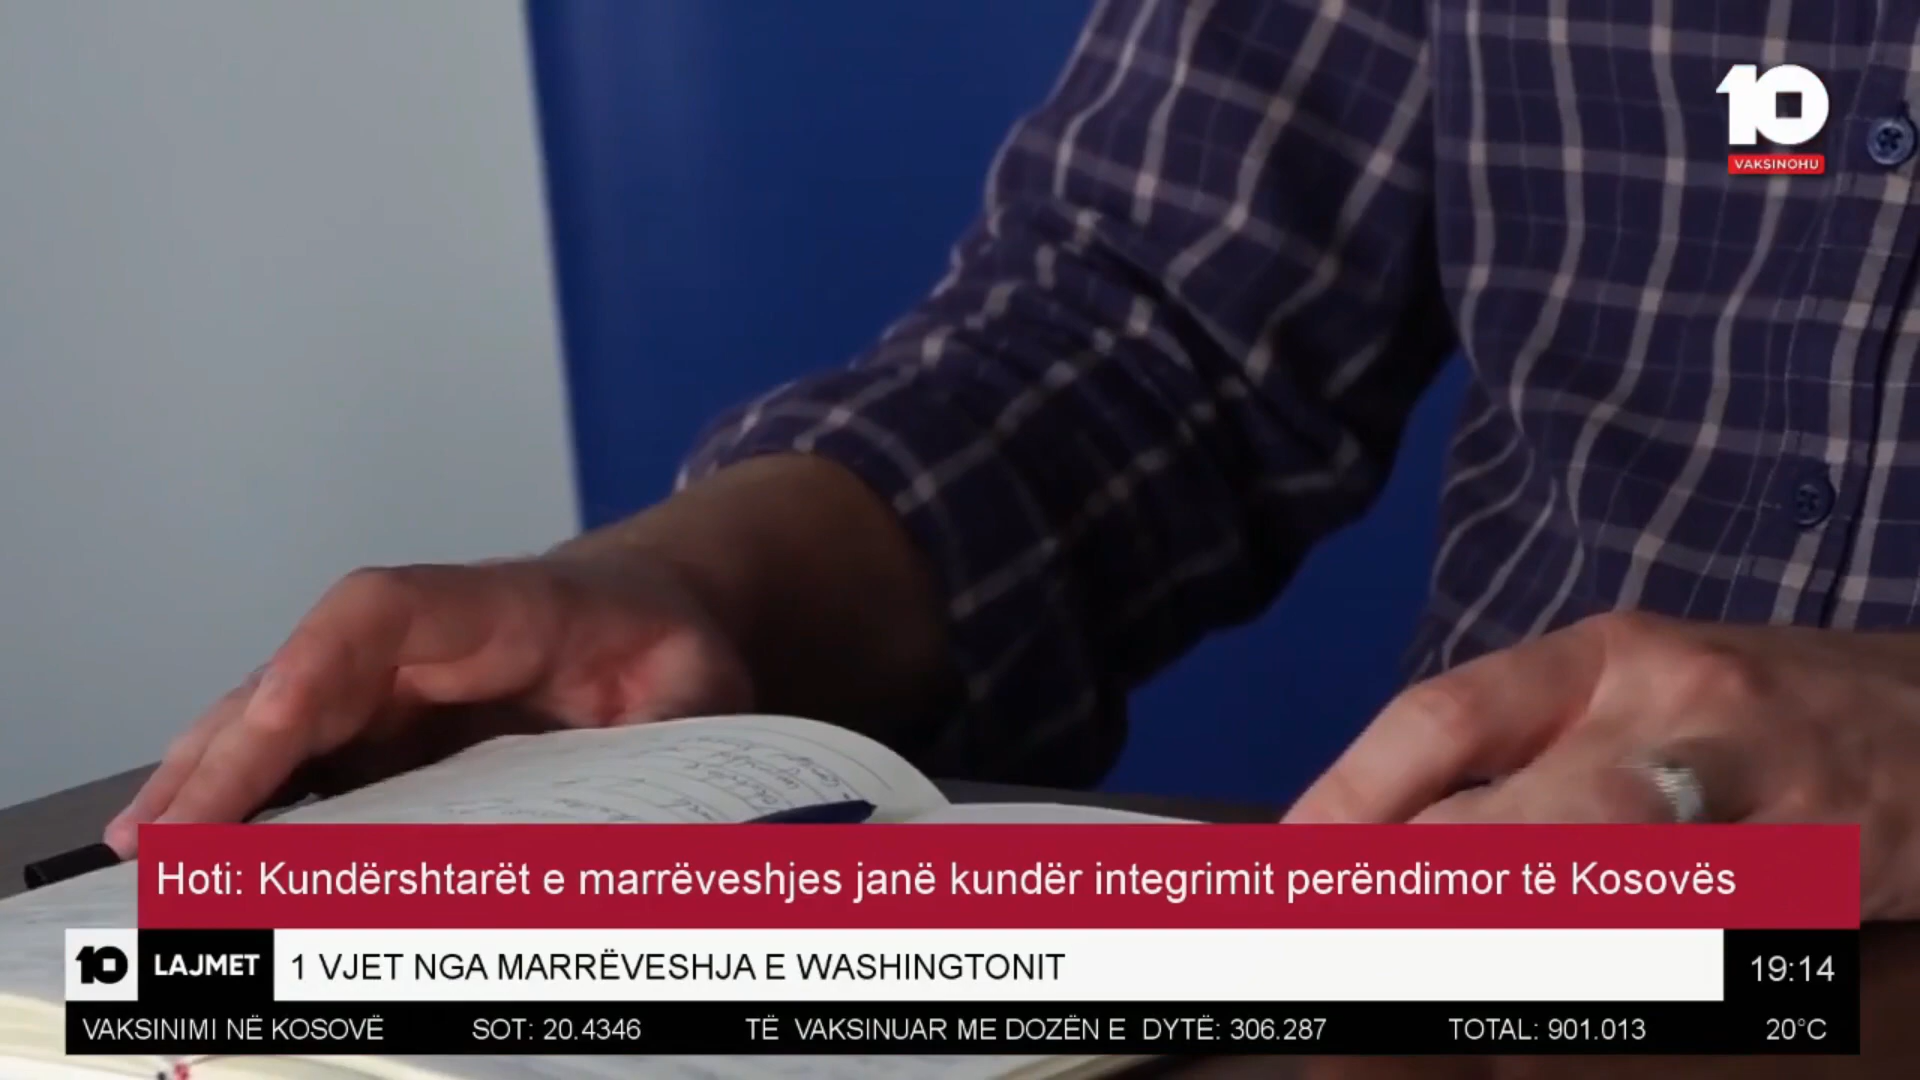 10
VAKSINOHU
Hoti: Kundërshtarët e marrëveshjes janë kundër integrimit perëndimor të Kosovës
10 LAJMET 1 VJET NGA MARRËVESHJA E WASHINGTONIT 19:14
VAKSINIMI NË KOSOVË SOT: 20.4346 TË VAKSINUAR ME DOZËN E DYTË: 306.287 TOTAL: 901.013 20°C